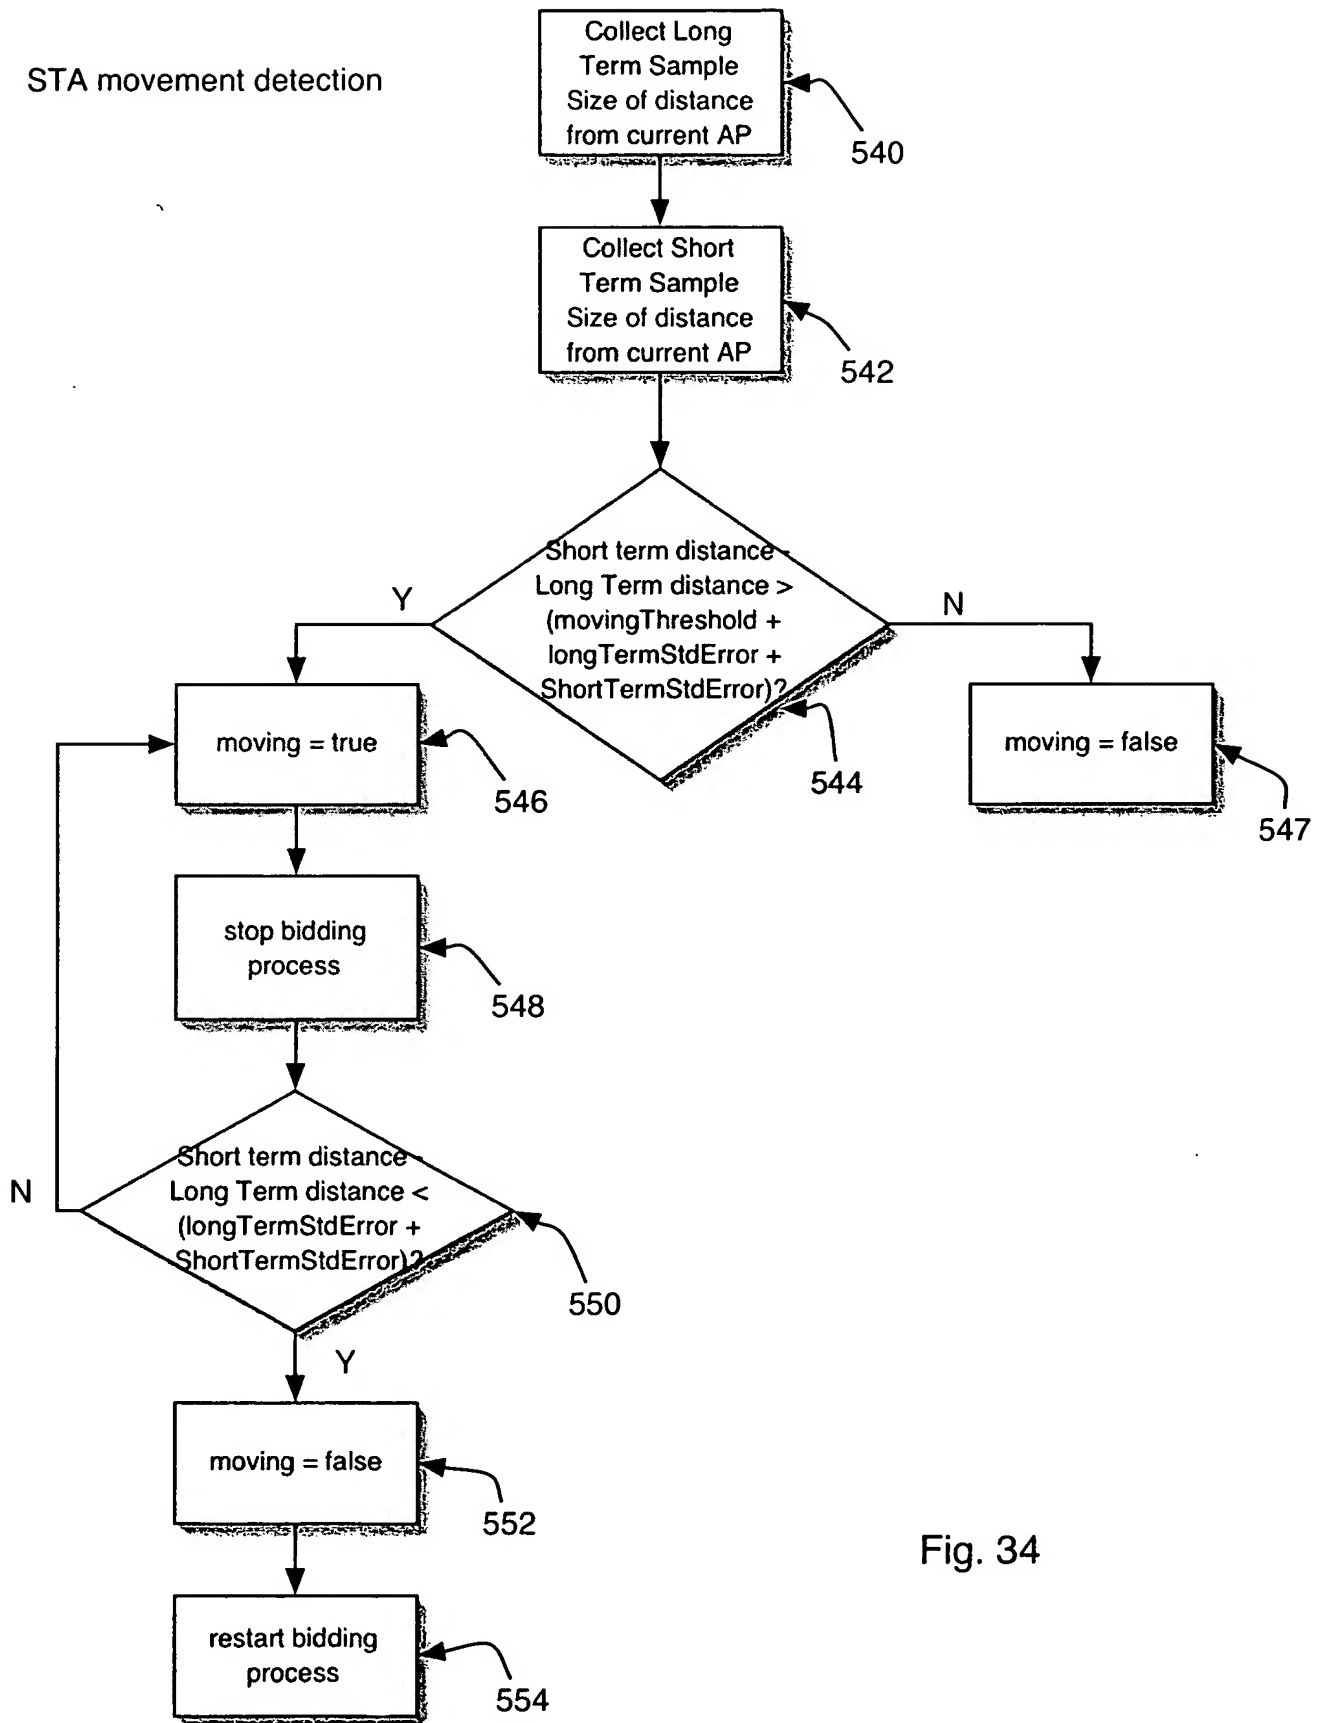 STA movement detection
Collect Long
Term Sample
Size of distance
from current AP
540
Collect Short
Term Sample
Size of distance
from current AP
542
Short term distance -
Long Term distance >
(movingThreshold +
longTermStdError +
ShortTermStdError)?
544
Y
N
moving = true
546
moving = false
547
stop bidding
process
548
Short term distance -
Long Term distance <
(longTermStdError +
ShortTermStdError)?
550
N
Y
moving = false
552
restart bidding
process
554
Fig. 34